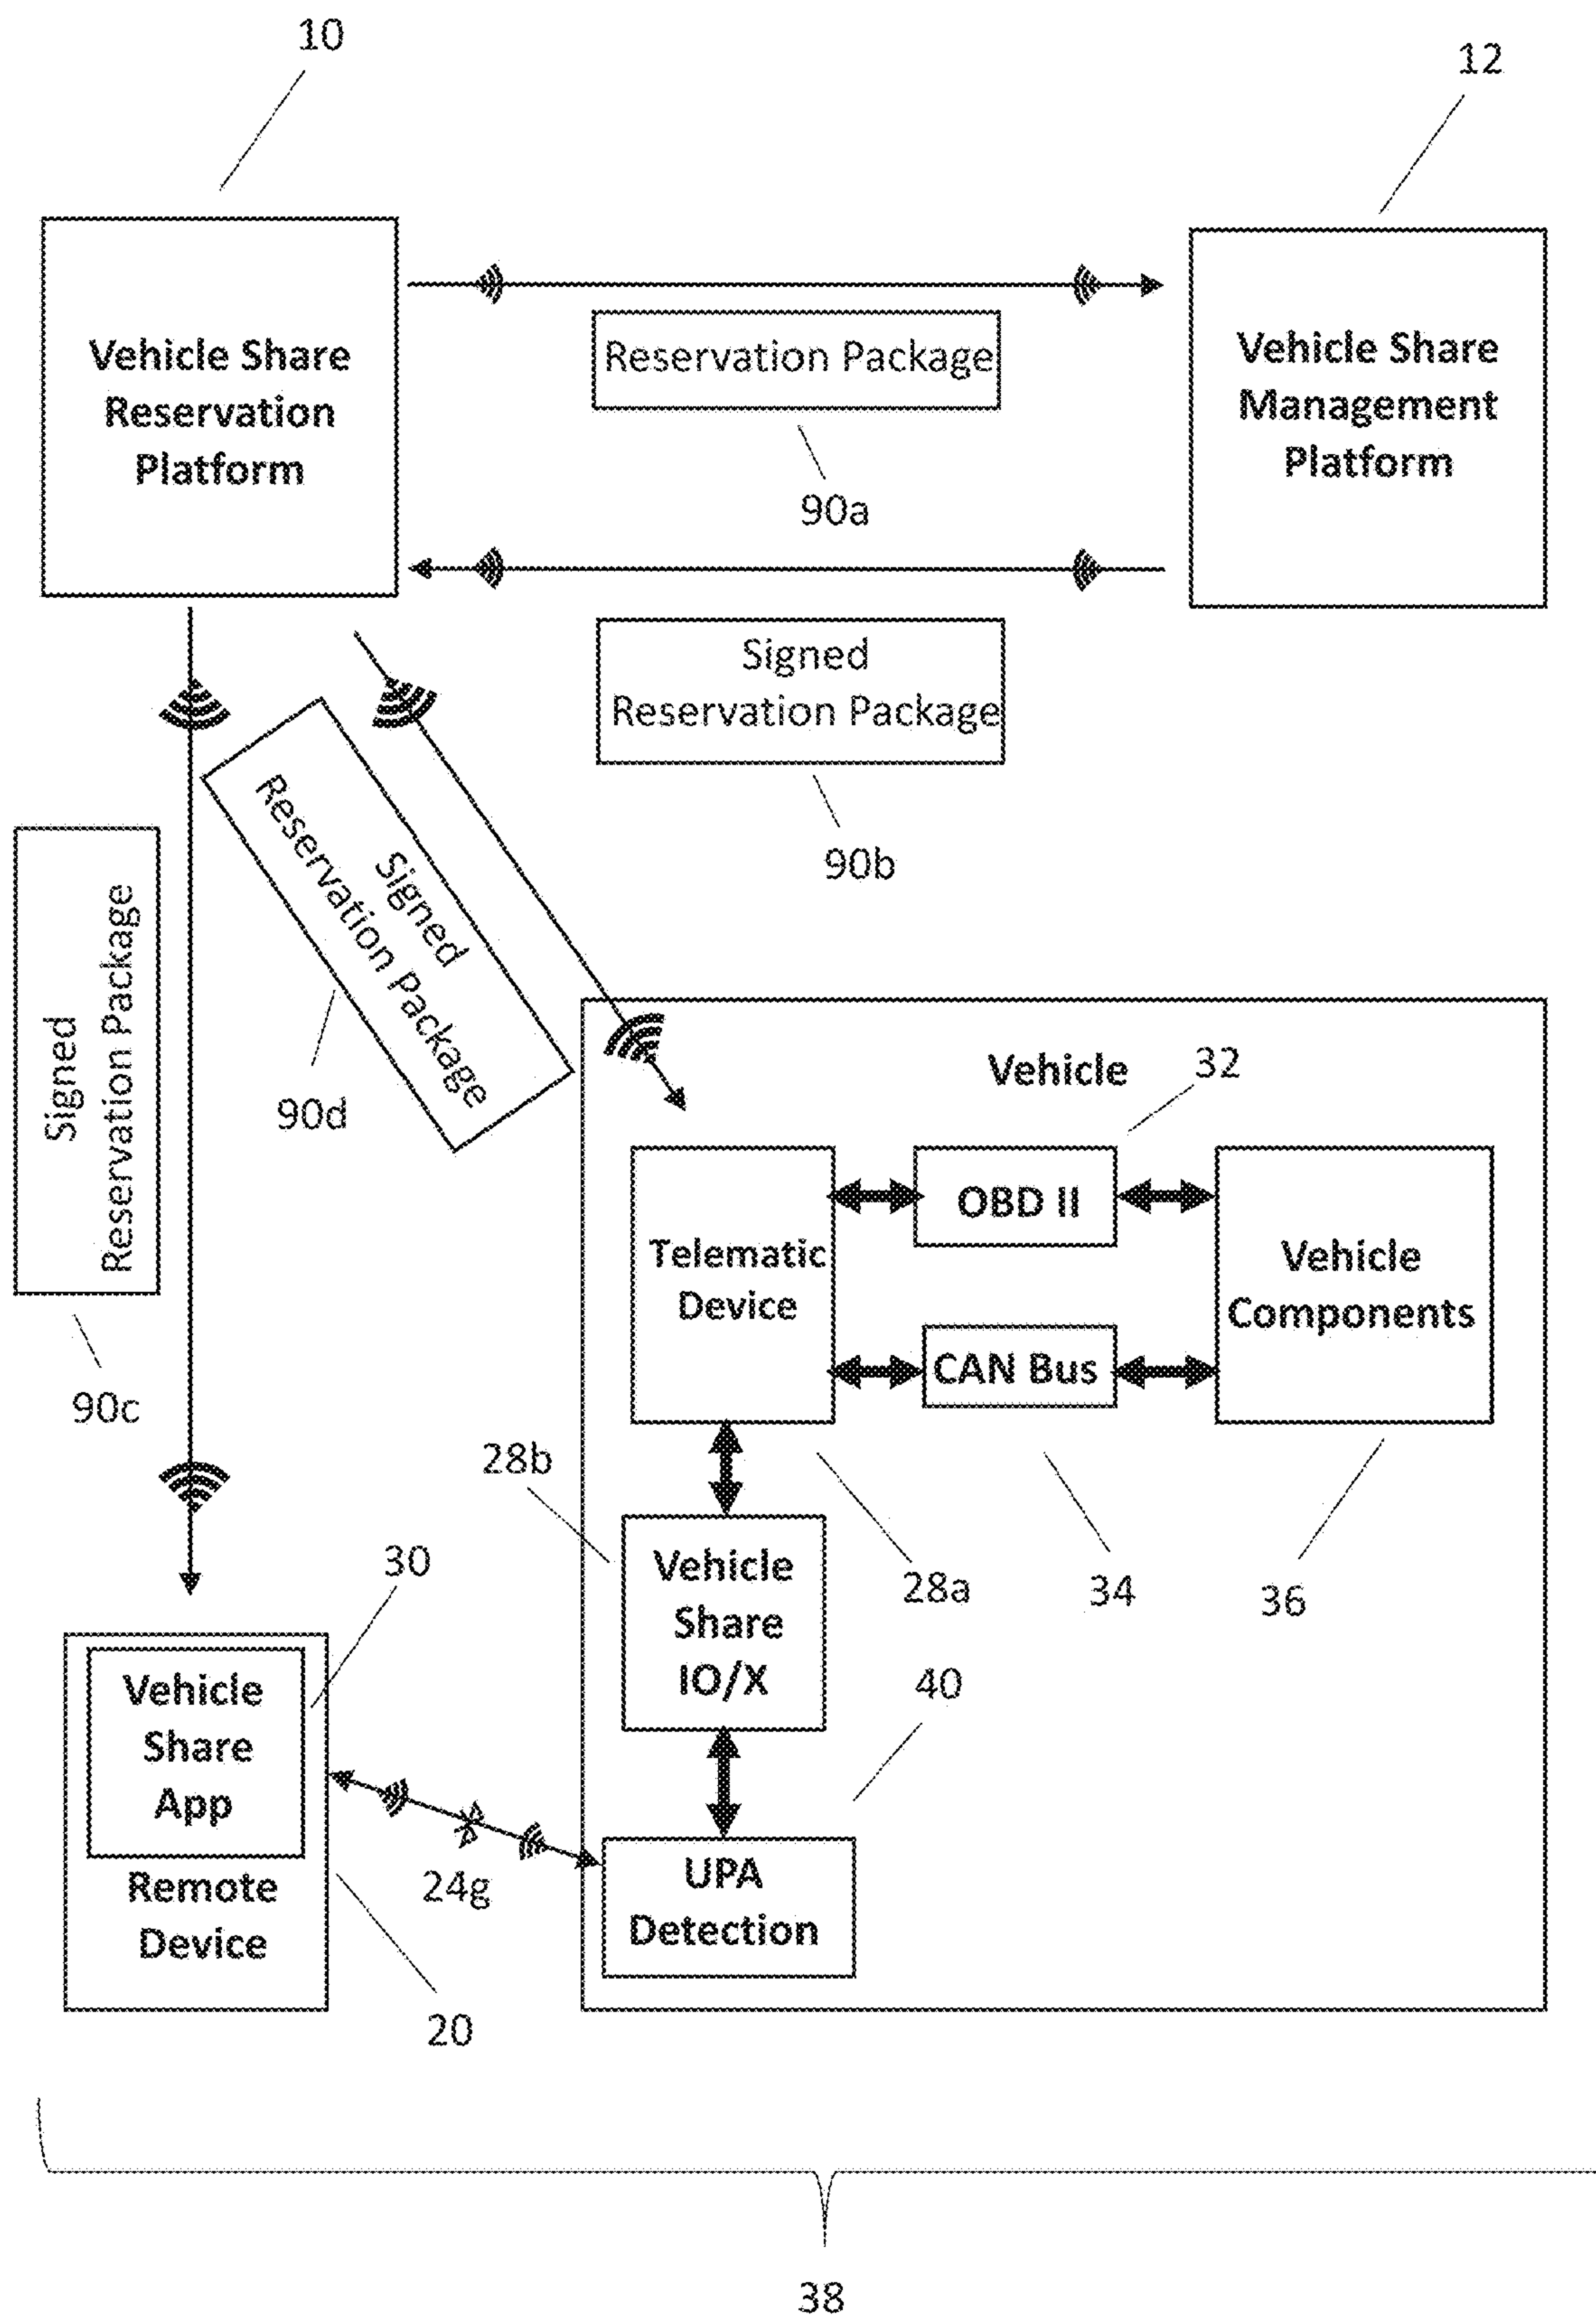 10
12
Vehicle Share
Reservation
Platform
Reservation Package
90a
Vehicle Share
Management
Platform
Signed
Reservation Package
90b
Signed
Reservation Package
90d
Signed
Reservation Package
90c
Vehicle
32
Telematic
Device
OBD II
CAN Bus
Vehicle
Components
28b
28a
34
36
Vehicle
Share
IO/X
40
30
Vehicle
Share
App
Remote
Device
24g
UPA
Detection
20
38